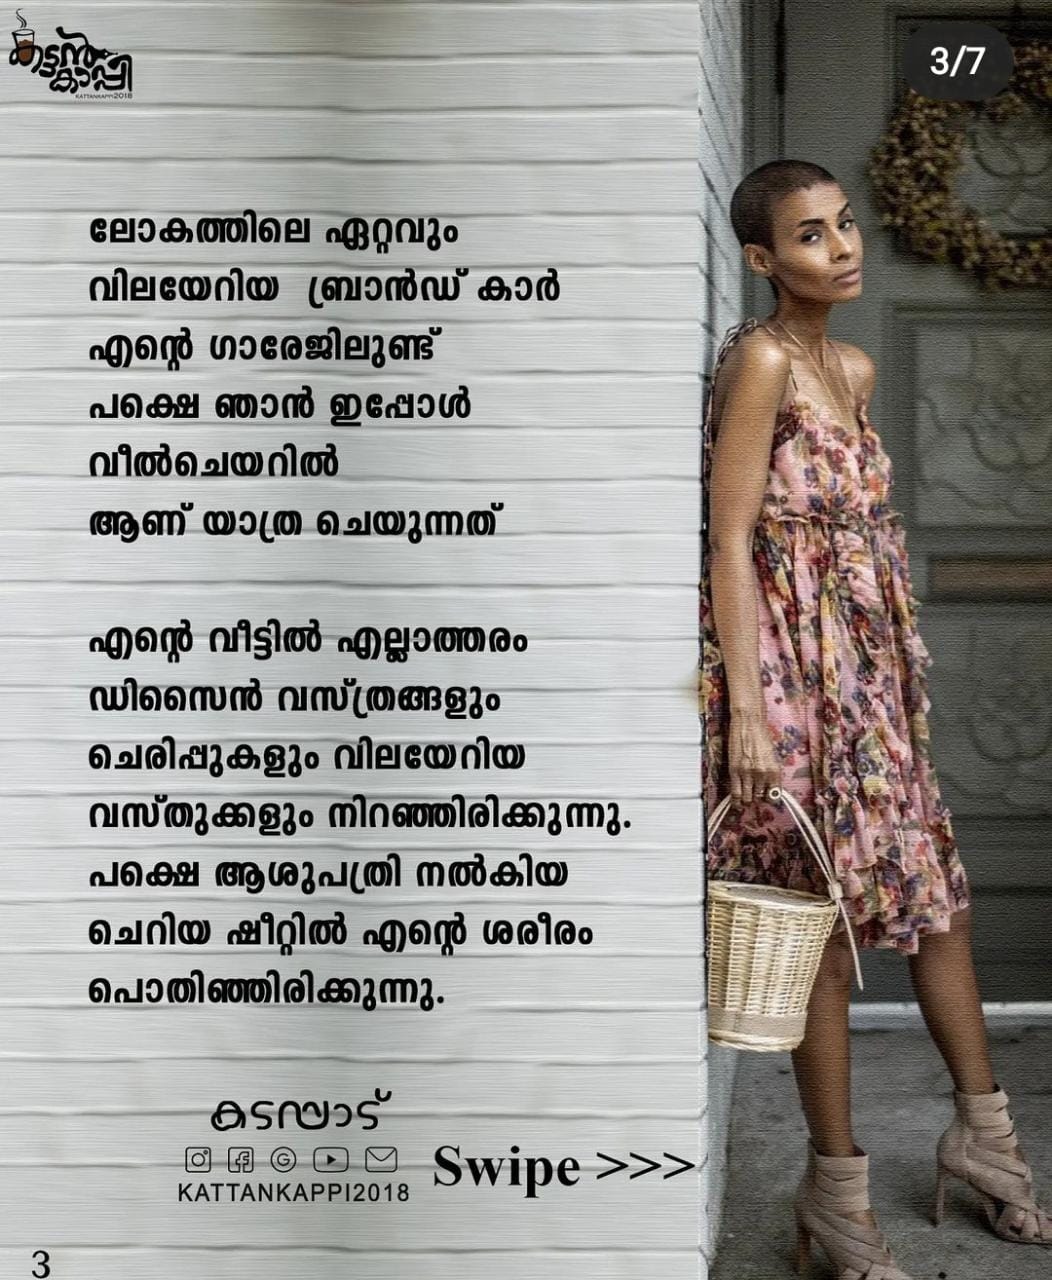 കട്ടൻ കാപ്പി
KATTANKAPPI2018
3/7
ലോകത്തിലെ ഏറ്റവും
വിലയേറിയ ബ്രാൻഡ് കാർ
എന്റെ ഗാരേജിലുണ്ട്
പക്ഷെ ഞാൻ ഇപ്പോൾ
വീൽചെയറിൽ
ആണ് യാത്ര ചെയുന്നത്
എന്റെ വീട്ടിൽ എല്ലാത്തരം
ഡിസൈൻ വസ്ത്രങ്ങളും
ചെരിപ്പുകളും വിലയേറിയ
വസ്തുക്കളും നിറഞ്ഞിരിക്കുന്നു.
പക്ഷെ ആശുപത്രി നൽകിയ
ചെറിയ ഷീറ്റിൽ എന്റെ ശരീരം
പൊതിഞ്ഞിരിക്കുന്നു.
കടപ്പാട്
KATTANKAPPI2018
Swipe >>>
3